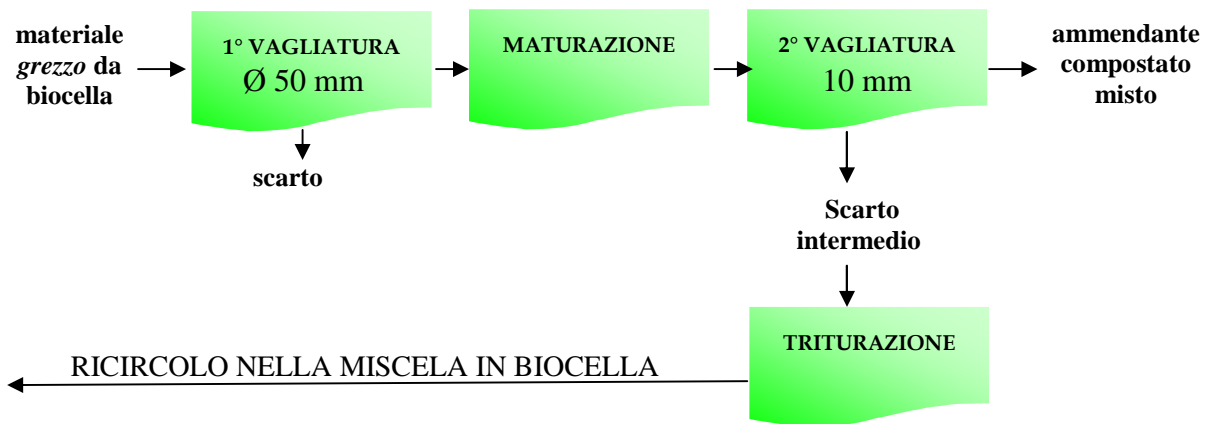 materiale
grezzo da
biocella
1° VAGLIATURA
Ø 50 mm
scarto
MATURAZIONE
2° VAGLIATURA
10 mm
ammendante
compostato
misto
Scarto
intermedio
TRITURAZIONE
RICIRCOLO NELLA MISCELA IN BIOCELLA